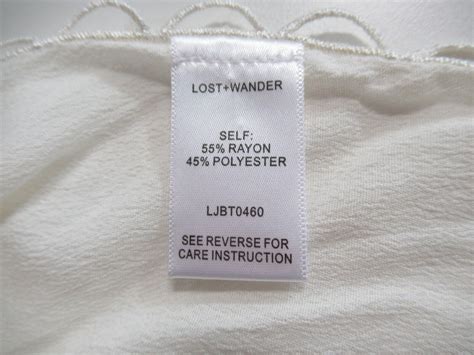 LOST+WANDER
SELF:
55% RAYON
45% POLYESTER
LJBT0460
SEE REVERSE FOR
CARE INSTRUCTION